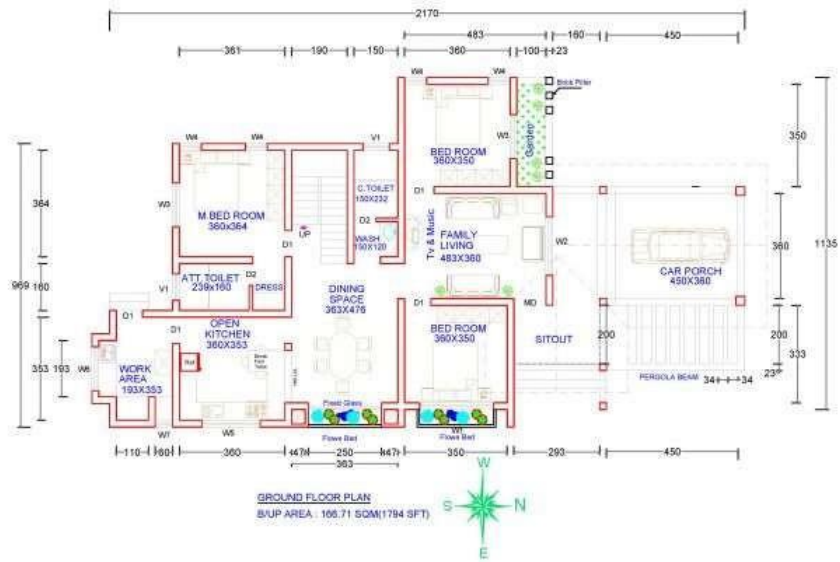 2170
483
160
450
361
190
150
360
100
23
W4
W4
Brick Piller
W3
Garden
BED ROOM
360X350
350
W4
W4
V1
W3
M.BED ROOM
360x364
UP
D1
C.TOILET
150X232
D2
WASH
150X120
D1
Tv & Music
FAMILY
LIVING
483X360
W2
CAR PORCH
450X360
360
1135
364
969
160
353
193
V1
ATT.TOILET
239x160
D2
DRESS
DINING
SPACE
363X476
D1
MD
D1
D1
OPEN
KITCHEN
360X353
Ref
BED ROOM
360X350
SITOUT
200
200
333
23
W6
WORK
AREA
193X353
PERGOLA BEAM
34
34
Fixed Glass
W7
W5
Flowe Bed
W1
Flowe Bed
110
60
360
47
250
47
363
350
293
450
GROUND FLOOR PLAN
B/UP AREA : 166.71 SQM(1794 SFT)
W
S
N
E